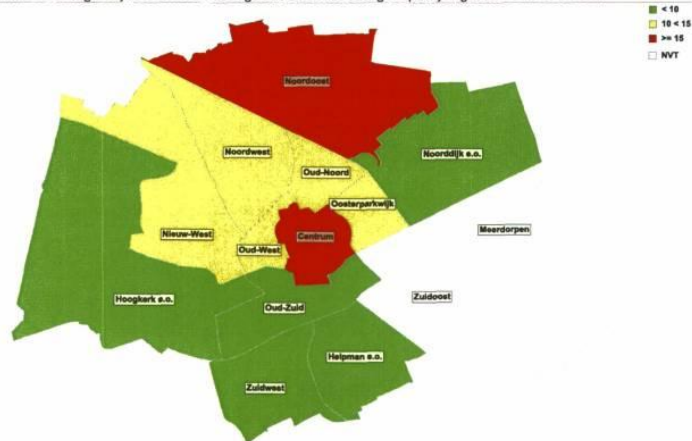 < 10
10 < 15
>= 15
NVT
Noordoost
Noordwest
Noorddijk e.o.
Oud-Noord
Oosterparkwijk
Nieuw-West
Centrum
Meerdorpen
Oud-West
Hoogkerk e.o.
Oud-Zuid
Zuidoost
Helpman e.o.
Zuidwest